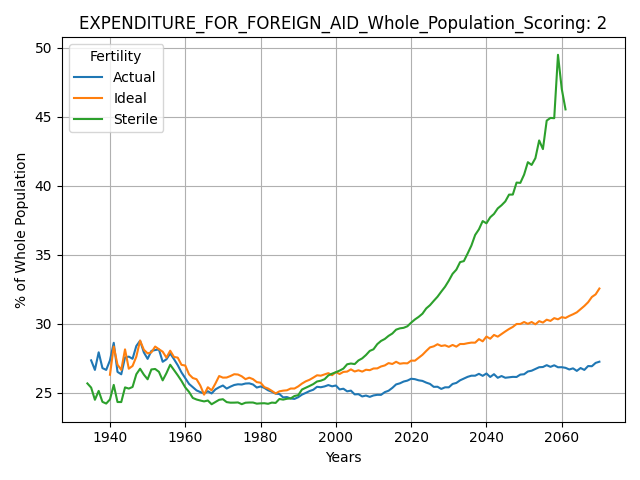 EXPENDITURE_FOR_FOREIGN_AID_Whole_Population_Scoring: 2
Fertility
Actual
Ideal
Sterile
% of Whole Population
50
45
40
35
30
25
1940 1960 1980 2000 2020 2040 2060
Years